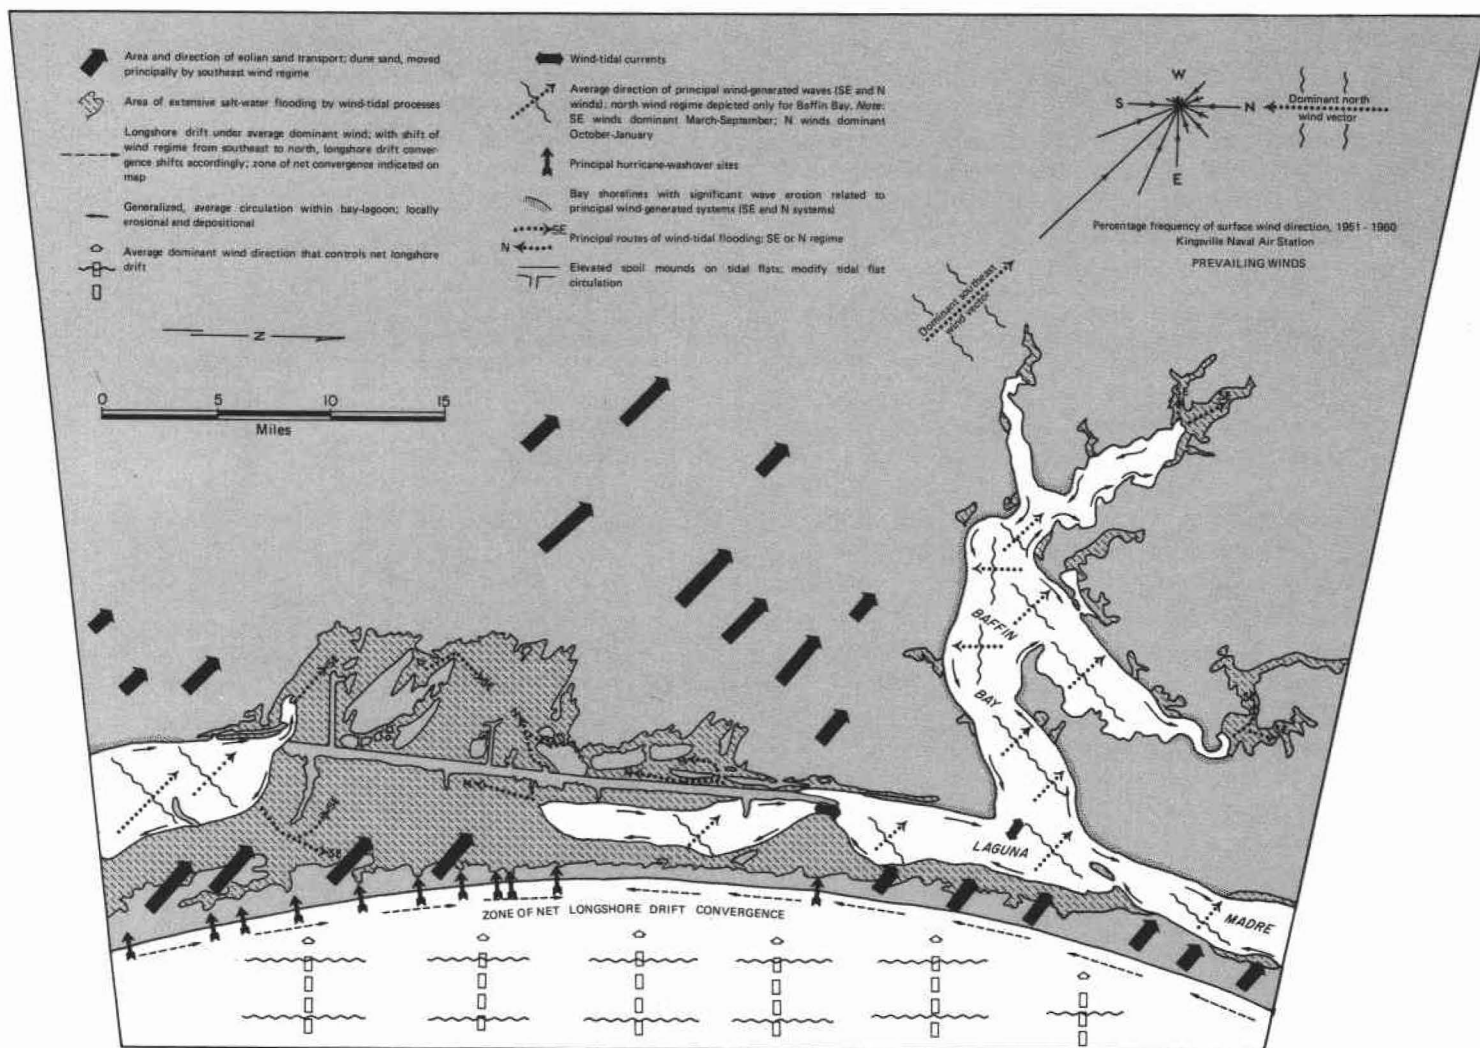 Area and direction of eolian sand transport; dune sand, moved
principally by southeast wind regime
Area of extensive salt-water flooding by wind-tidal processes
Longshore drift under average dominant wind; with shift of
wind regime from southeast to north, longshore drift conver-
gence shifts accordingly; zone of net convergence indicated on
map
Generalized, average circulation within bay-lagoon; locally
erosional and depositional
Average dominant wind direction that controls net longshore
drift
Wind-tidal currents
Average direction of principal wind-generated waves (SE and N
winds); north wind regime depicted only for Baffin Bay. Note:
SE winds dominant March-September; N winds dominant
October-January
Principal hurricane-washover sites
Bay shorelines with significant wave erosion related to
principal wind-generated systems (SE and N systems)
SE
N
Principal routes of wind-tidal flooding; SE or N regime
Elevated spoil mounds on tidal flats; modify tidal flat
circulation
W
S
N
E
Dominant north
wind vector
Percentage frequency of surface wind direction, 1951 - 1960
Kingsville Naval Air Station
PREVAILING WINDS
Dominant southeast
wind vector
N
0 5 10 15
Miles
BAFFIN
BAY
LAGUNA
MADRE
SE
ZONE OF NET LONGSHORE DRIFT CONVERGENCE